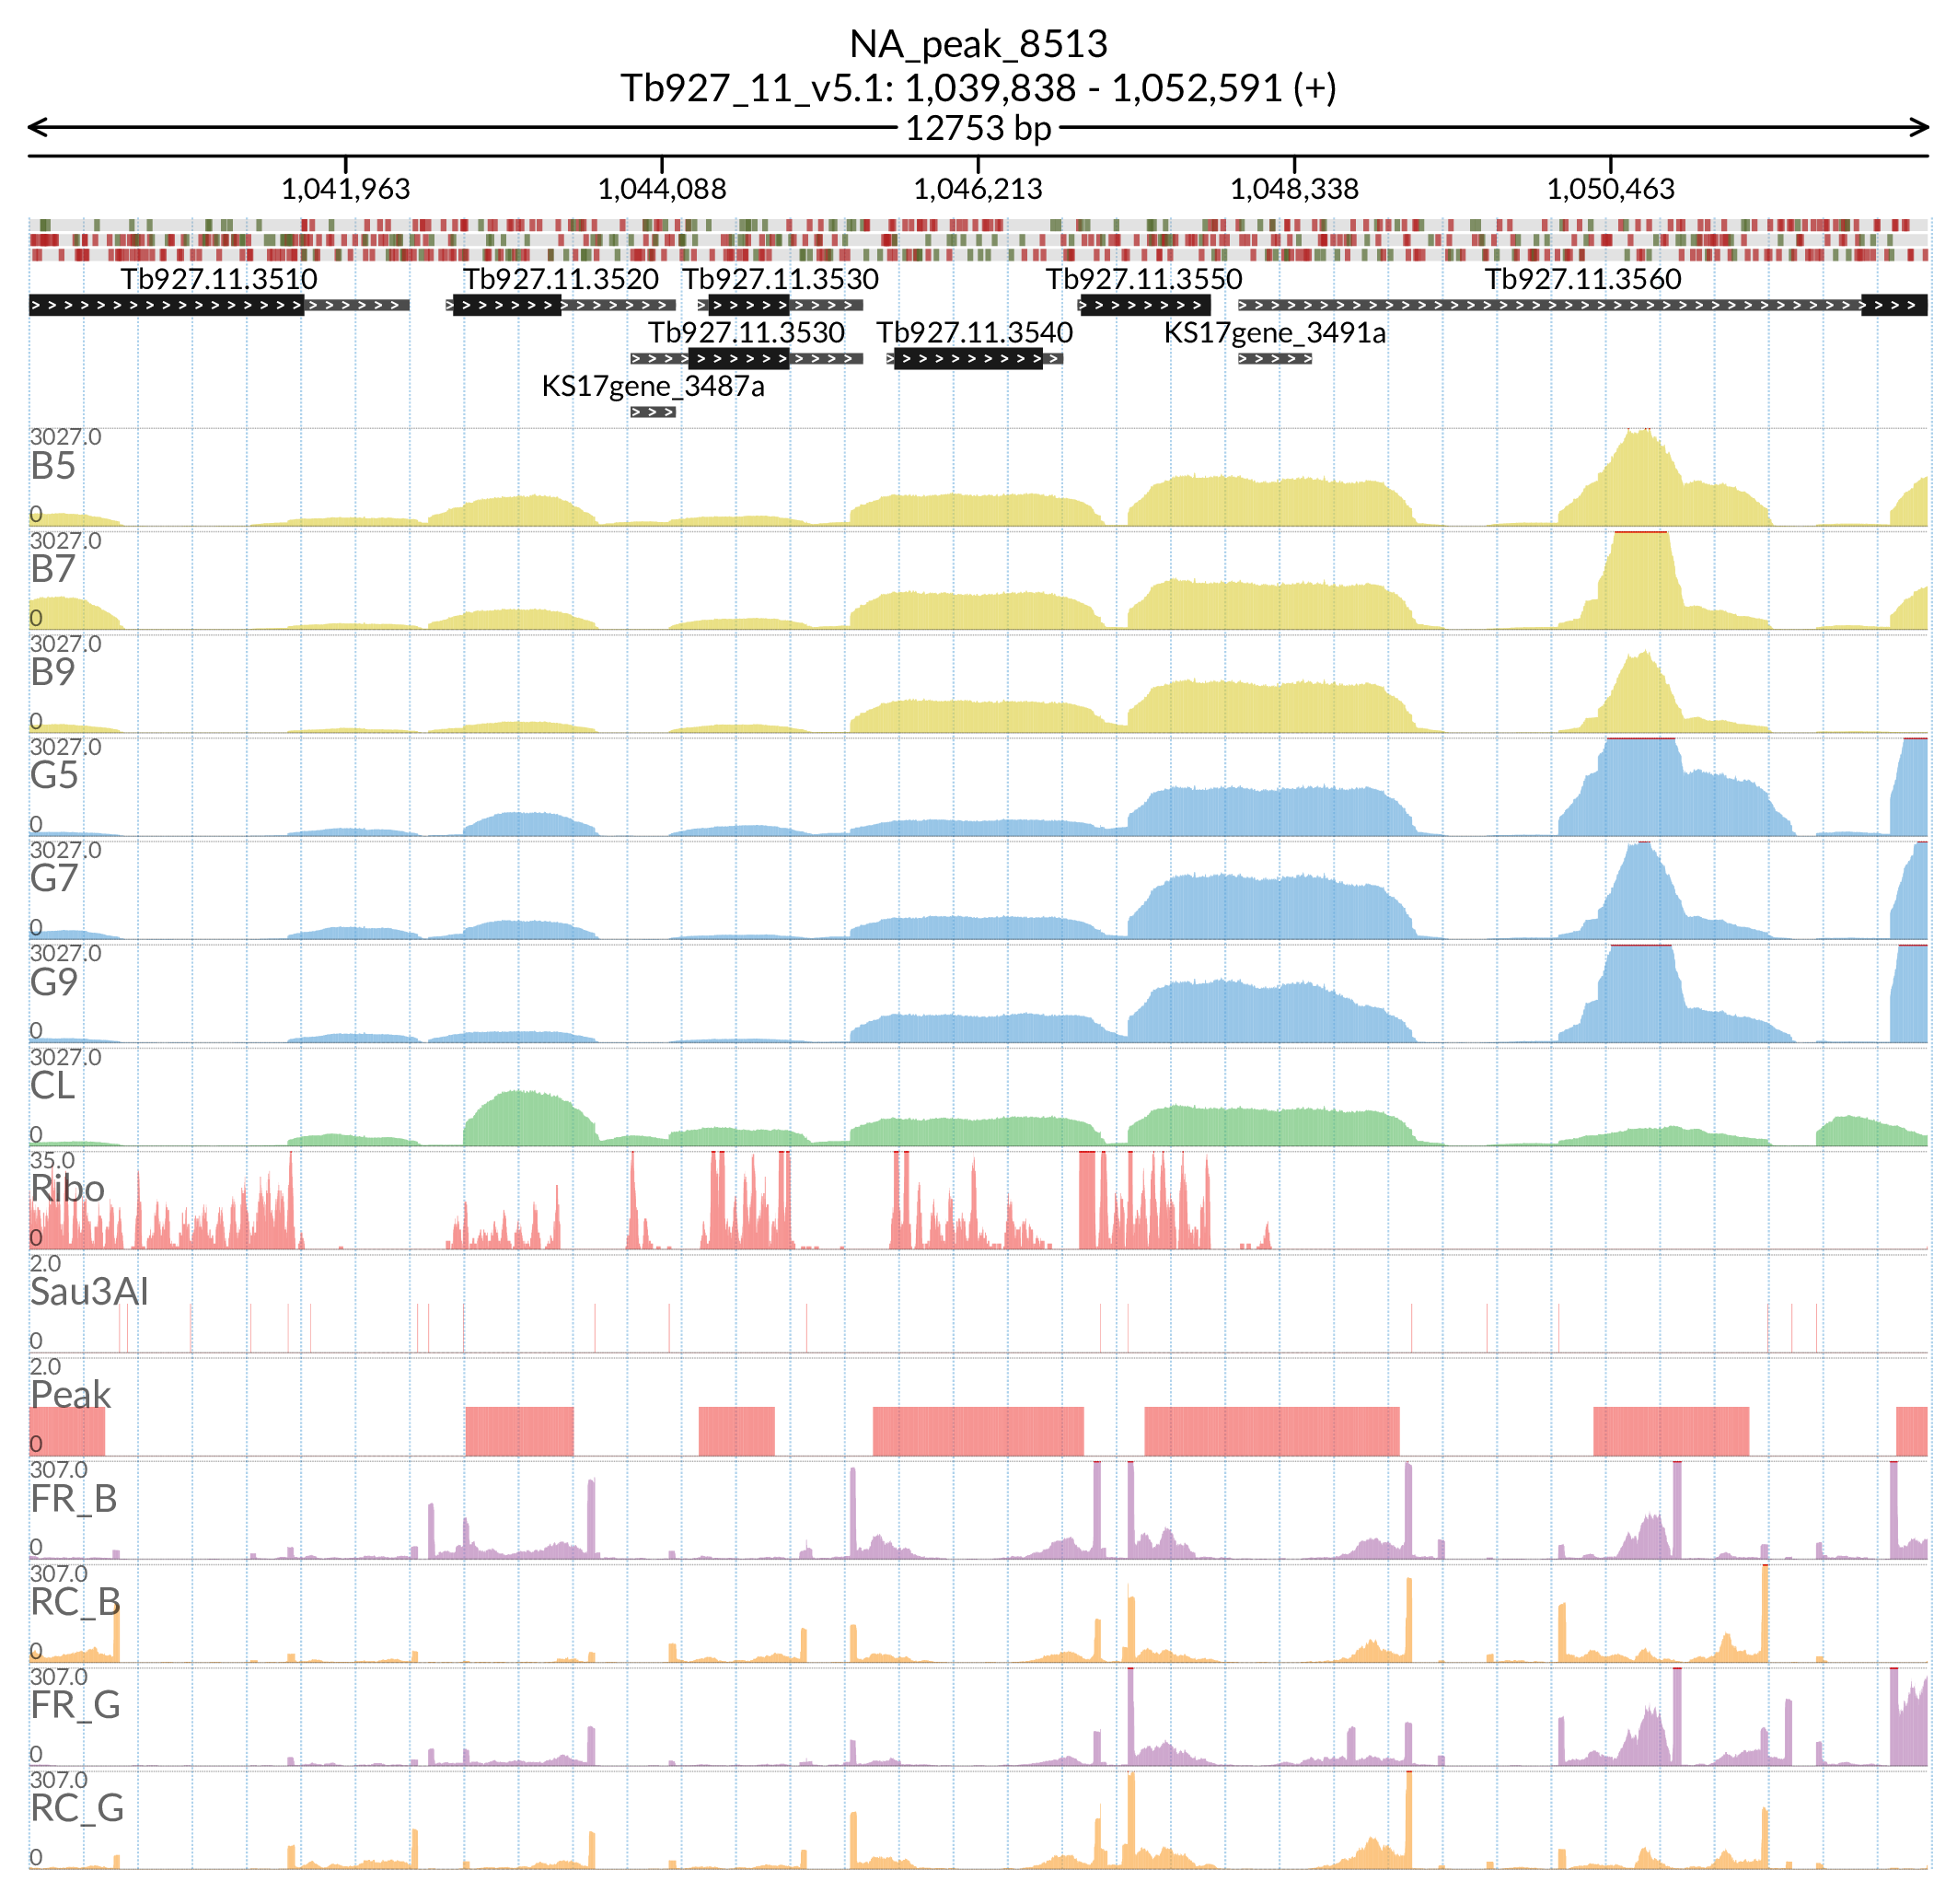 NA_peak_8513
Tb927_11_v5.1: 1,039,838 - 1,052,591 (+)
12753 bp
1,041,963 1,044,088 1,046,213 1,048,338 1,050,463
Tb927.11.3510 Tb927.11.3520 Tb927.11.3530 Tb927.11.3550 Tb927.11.3560
Tb927.11.3530 Tb927.11.3540 KS17gene_3491a
KS17gene_3487a
3027.0
B5
0
3027.0
B7
0
3027.0
B9
0
3027.0
G5
0
3027.0
G7
0
3027.0
G9
0
3027.0
CL
0
35.0
Ribo
0
2.0
Sau3AI
0
2.0
Peak
0
307.0
FR_B
0
307.0
RC_B
0
307.0
FR_G
0
307.0
RC_G
0